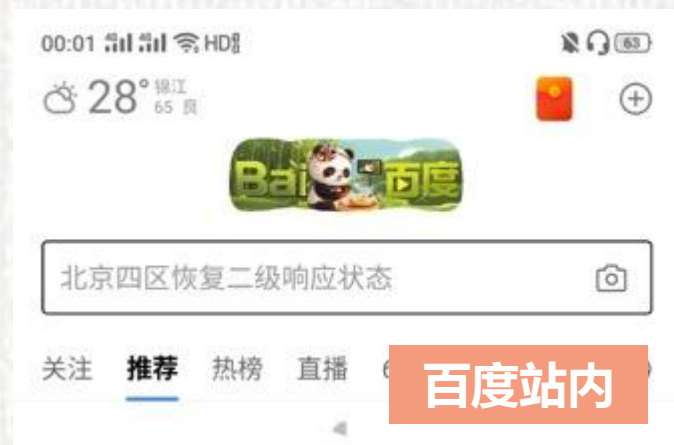 00:01 HD
63
28° 锦江
65 良
Bai 百度
北京四区恢复二级响应状态
关注 推荐 热榜 直播
百度站内